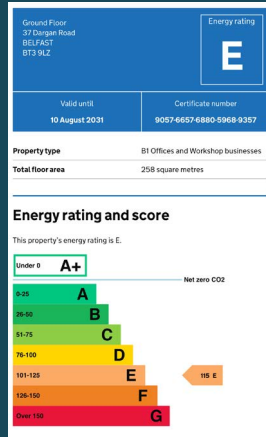 Ground Floor
37 Dargan Road
BELFAST
BT3 9LZ
Energy rating
E
Valid until
10 August 2031
Certificate number
9057-6657-6880-5968-9357
Property type
B1 Offices and Workshop businesses
Total floor area
258 square metres
Energy rating and score
This property's energy rating is E.
Under 0 A+
Net zero CO2
0-25 A
26-50 B
51-75 C
76-100 D
101-125 E
115 E
126-150 F
Over 150 G